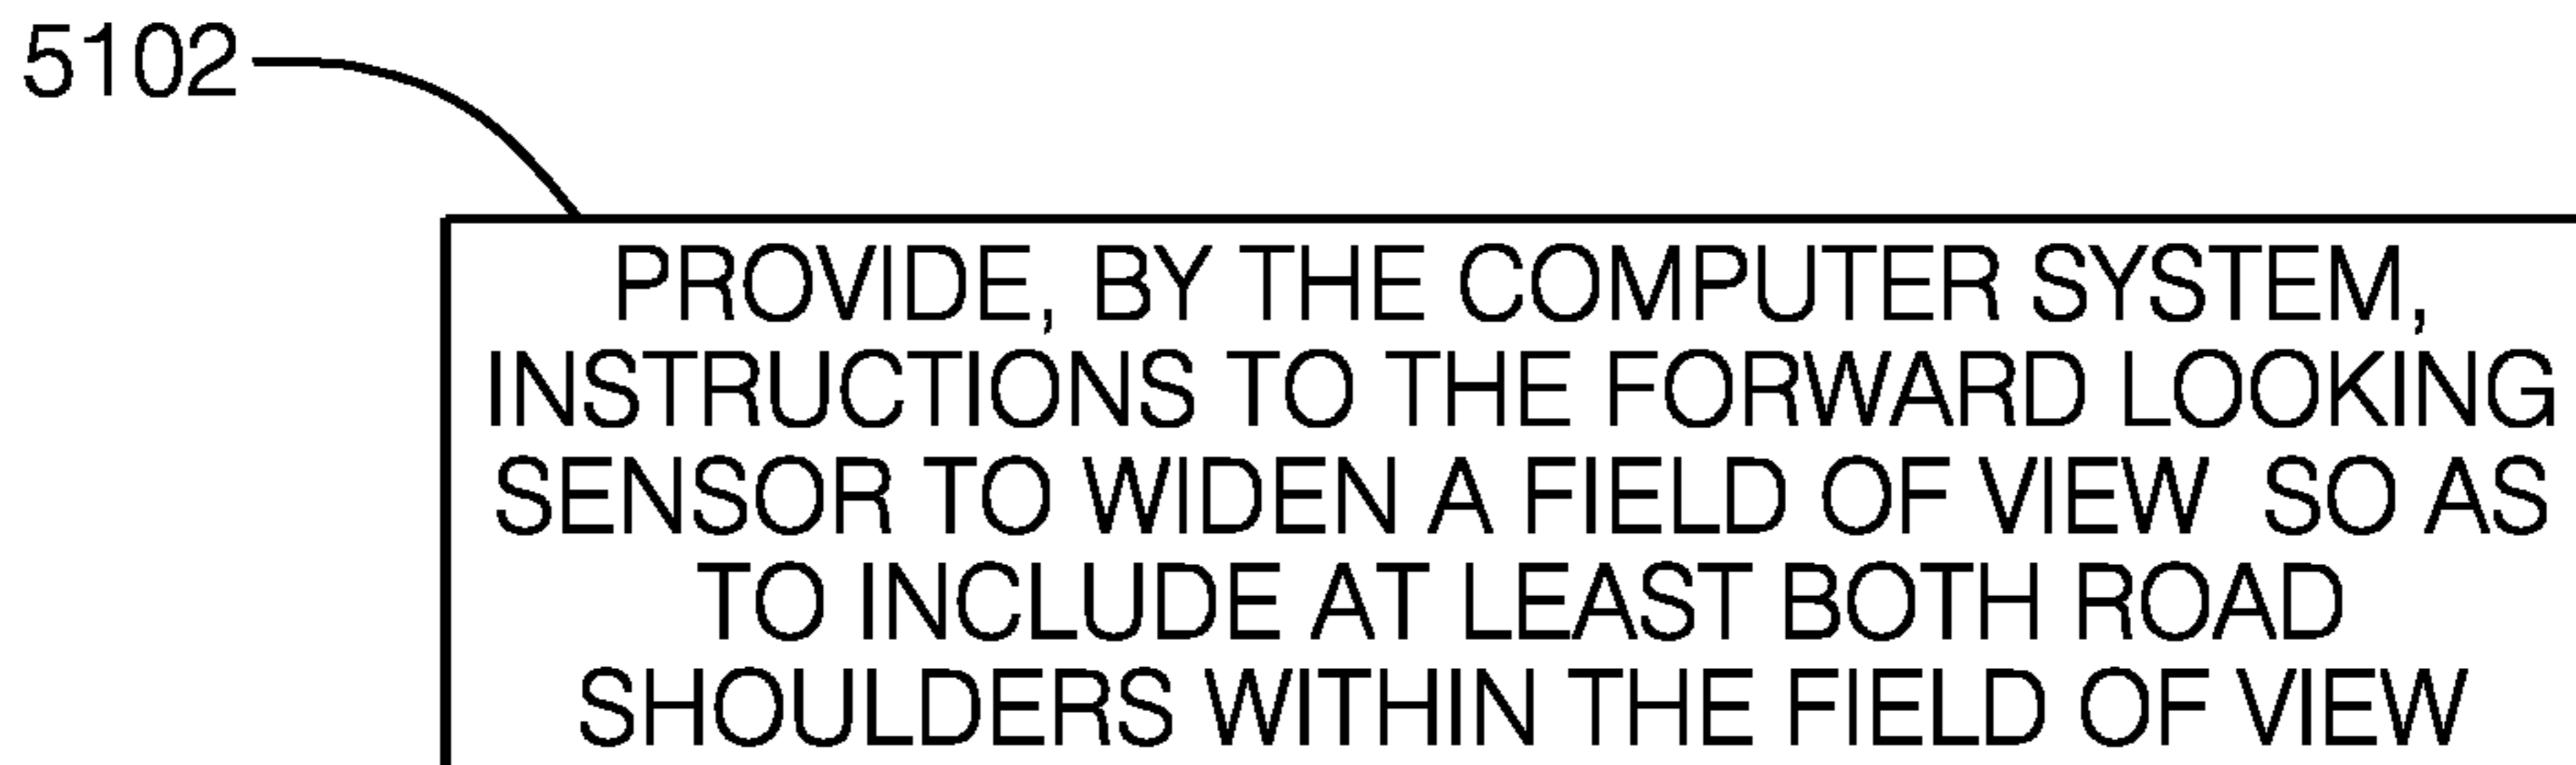 5102
PROVIDE, BY THE COMPUTER SYSTEM,
INSTRUCTIONS TO THE FORWARD LOOKING
SENSOR TO WIDEN A FIELD OF VIEW SO AS
TO INCLUDE AT LEAST BOTH ROAD
SHOULDERS WITHIN THE FIELD OF VIEW